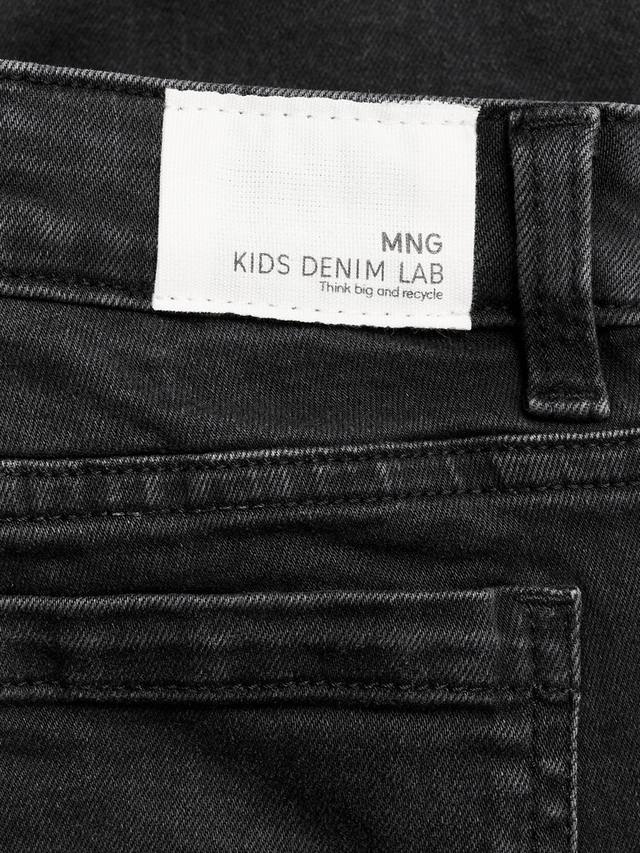 MNG
KIDS DENIM LAB
Think big and recycle